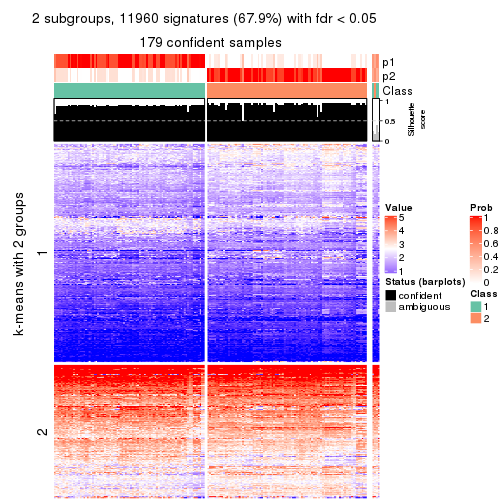 2 subgroups, 11960 signatures (67.9%) with fdr < 0.05
179 confident samples
p1
p2
Class
1
0.5
0
Silhouette
score
k-means with 2 groups
1
2
Value
5
4
3
2
1
Status (barplots)
confident
ambiguous
Prob
1
0.8
0.6
0.4
0.2
0
Class
1
2